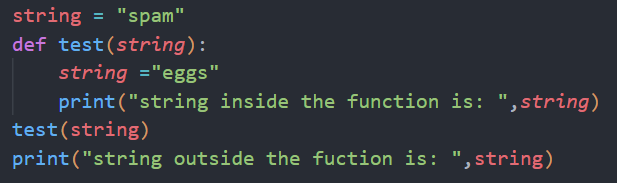 string = "spam"
def test(string):
    string ="eggs"
    print("string inside the function is: ",string)
test(string)
print("string outside the fuction is: ",string)